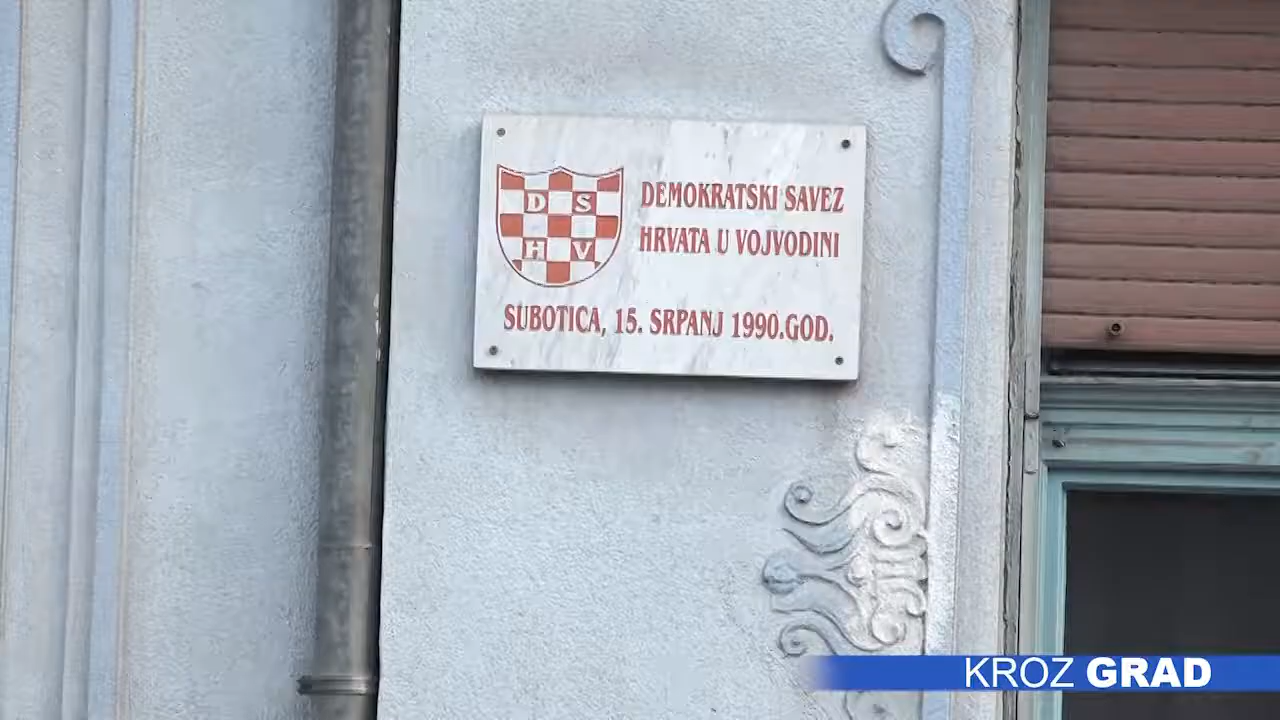 D S
H V
DEMOKRATSKI SAVEZ
HRVATA U VOJVODINI
SUBOTICA, 15. SRPANJ 1990.GOD.
KROZ GRAD